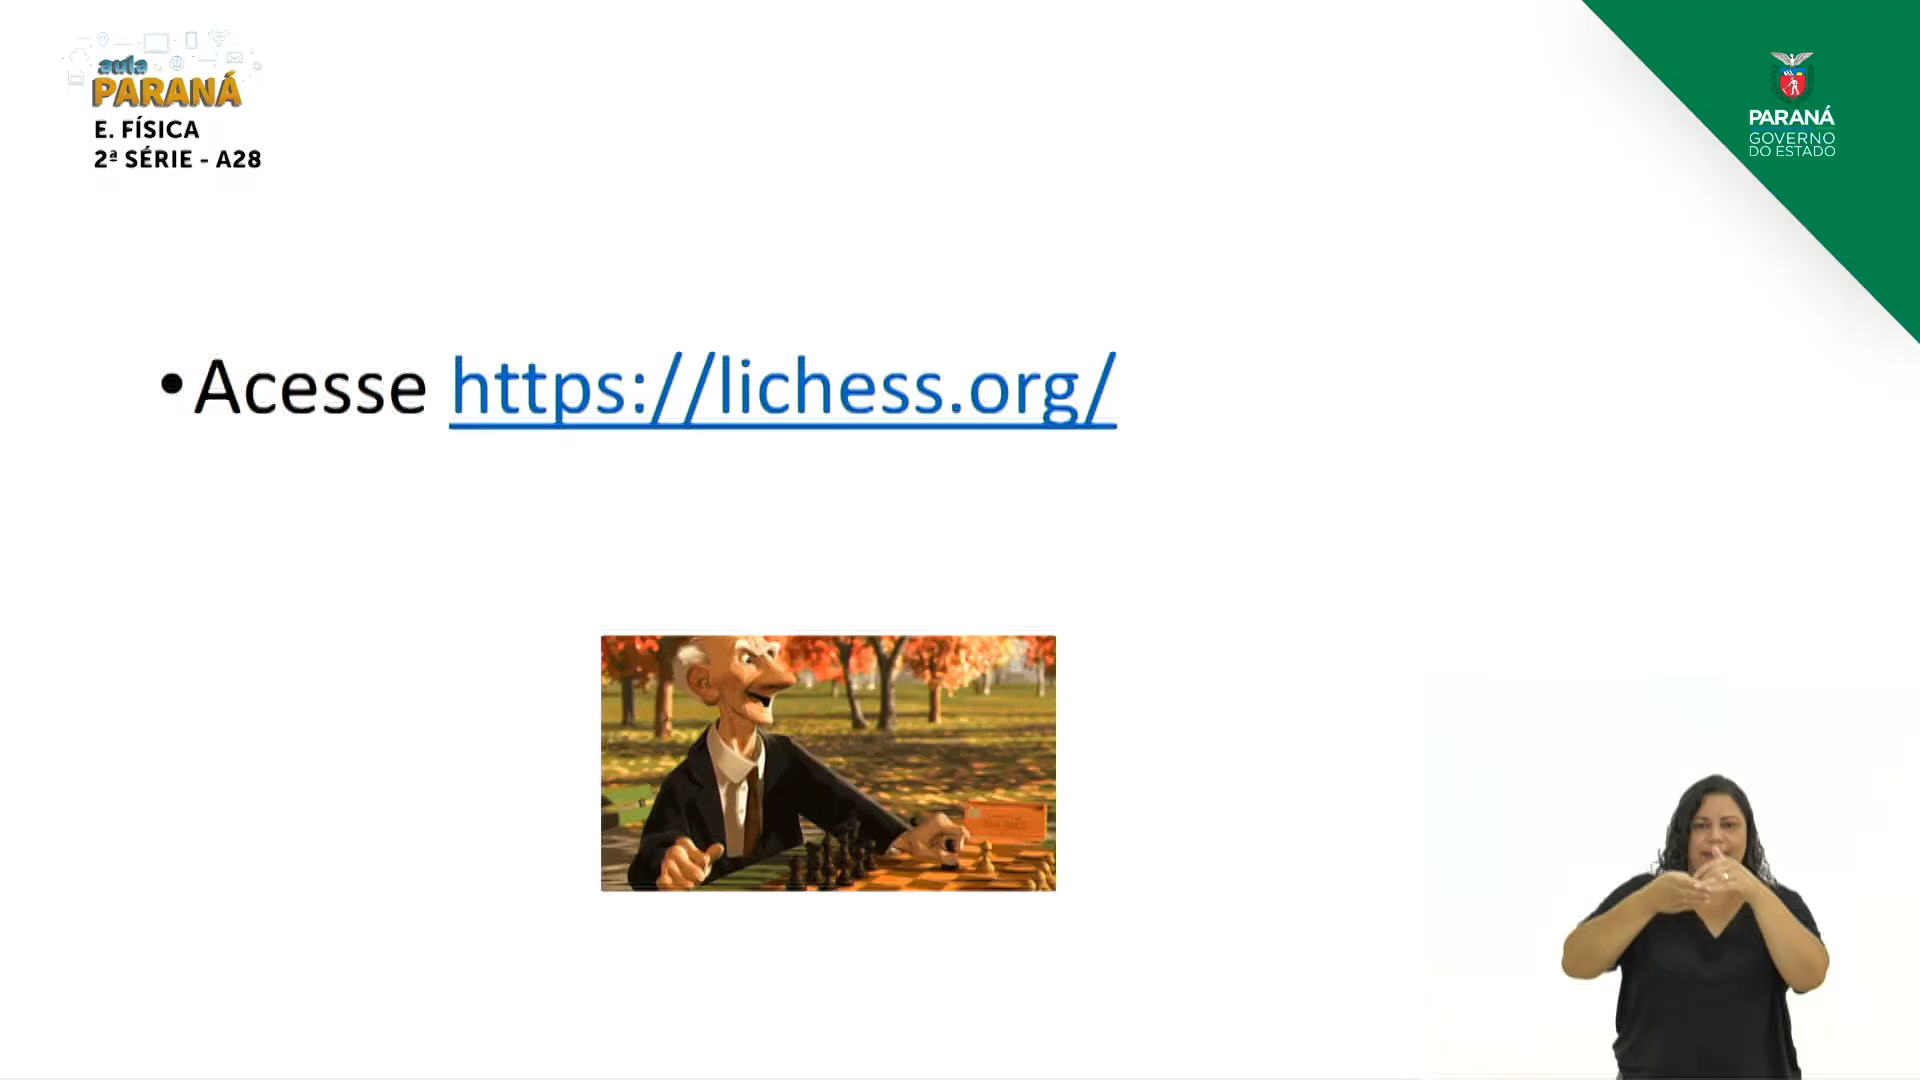 aula
PARANÁ
E. FÍSICA
2ª SÉRIE - A28
PARANÁ
GOVERNO
DO ESTADO
•Acesse https://lichess.org/